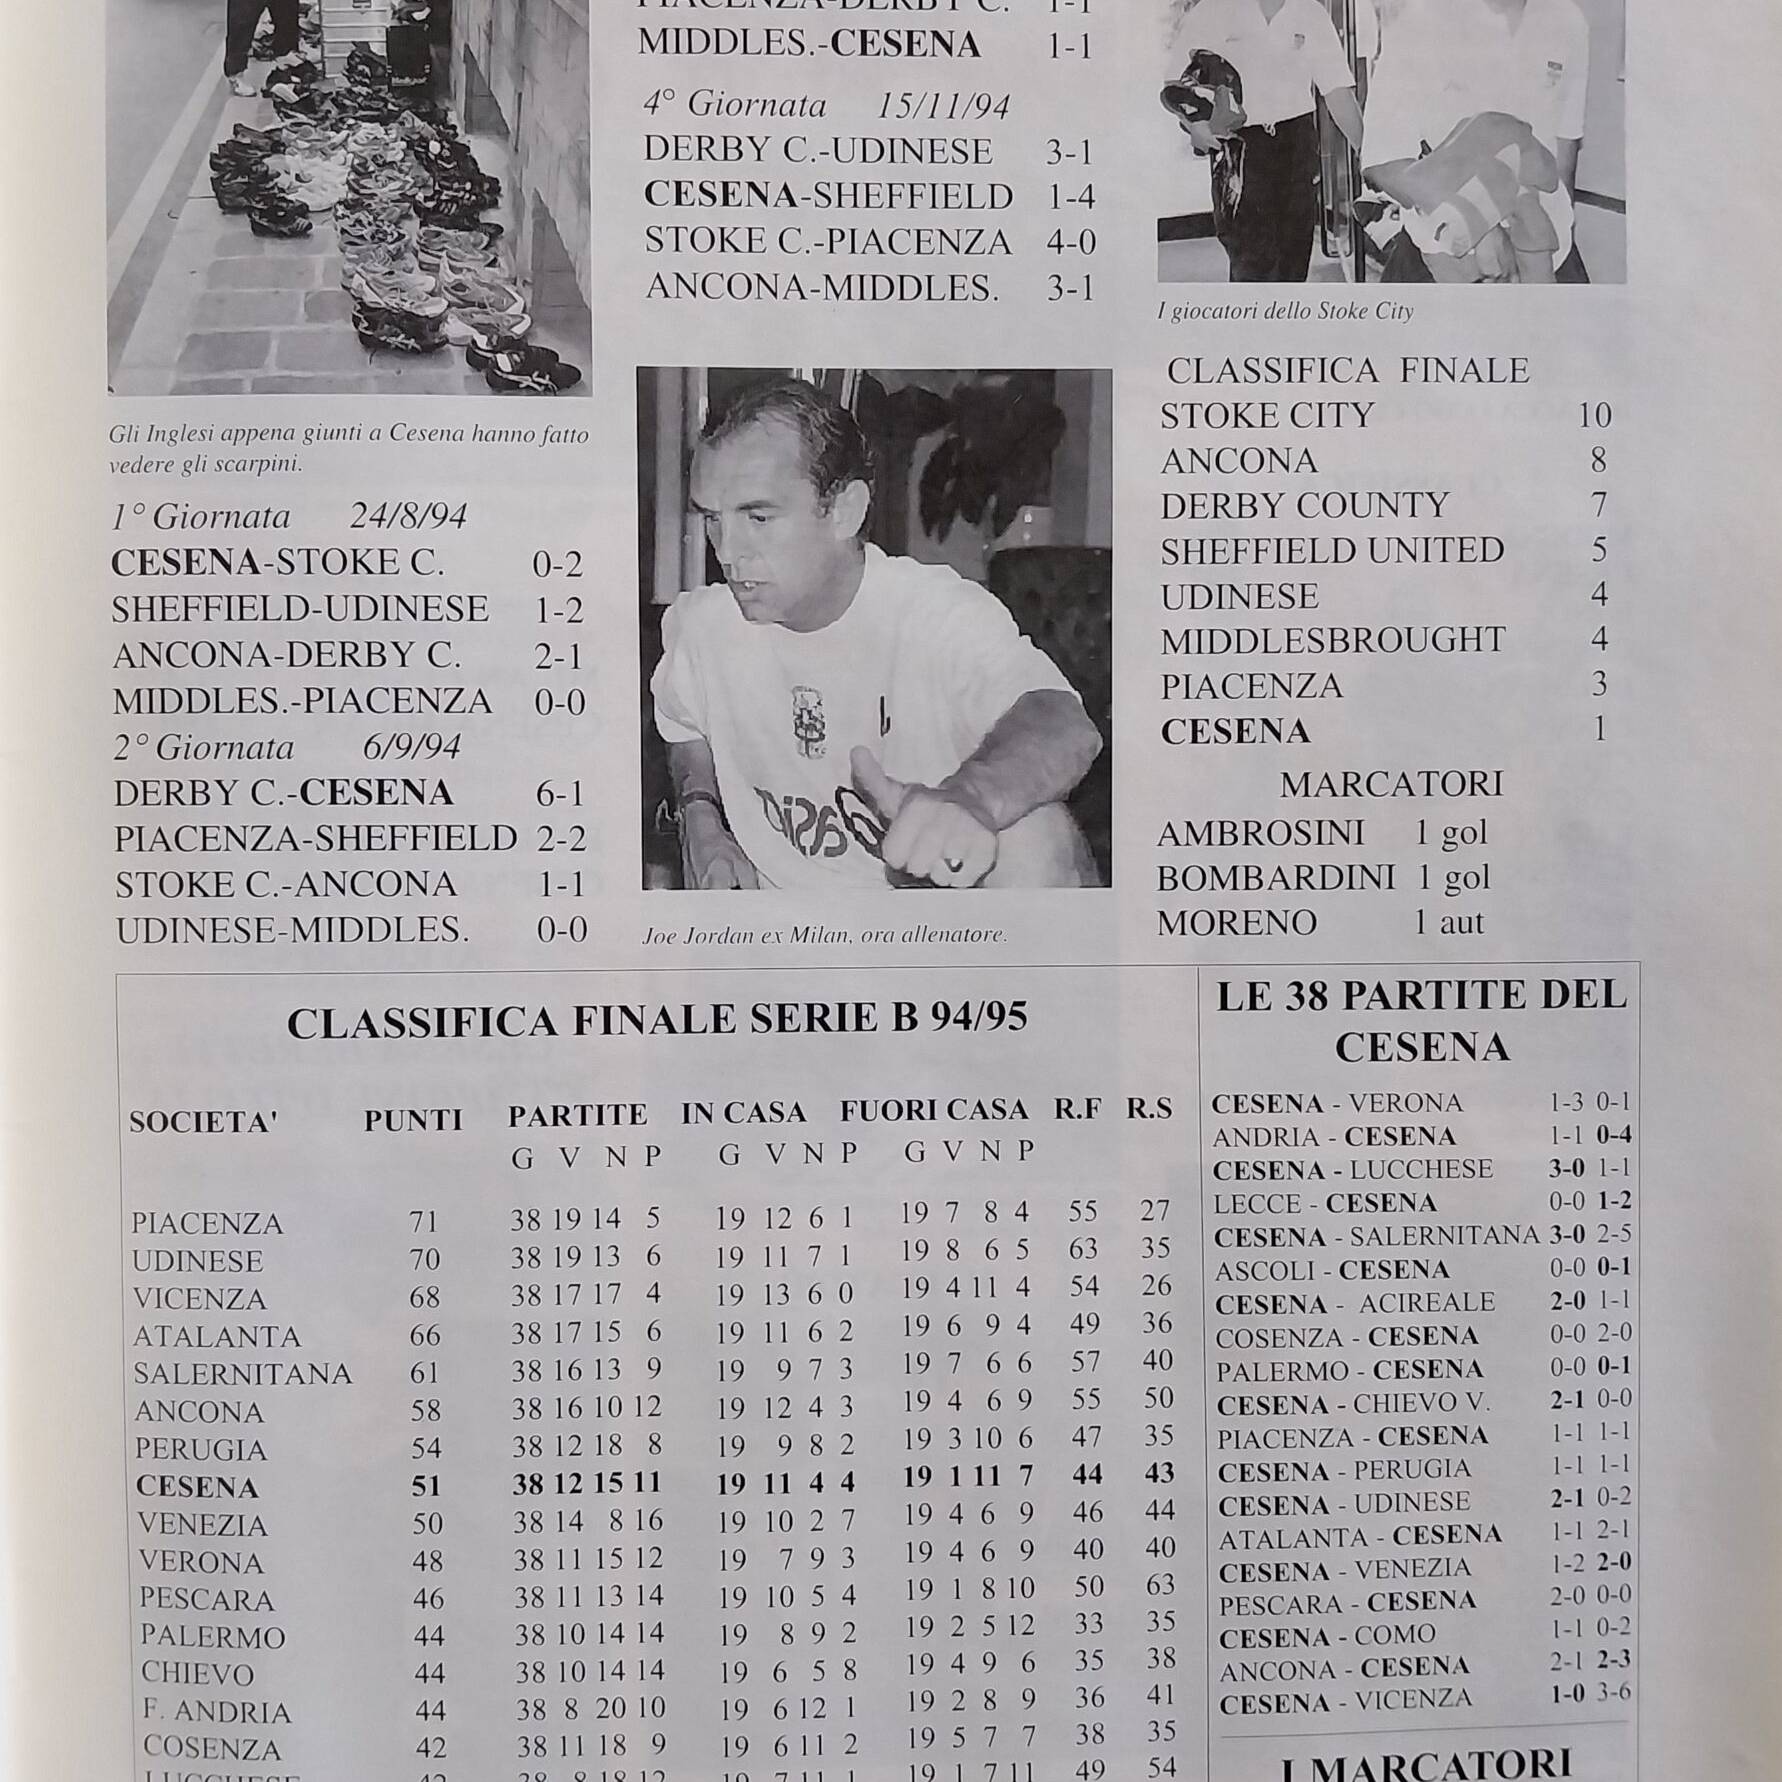 PIACENZA-DERBY C. 1-1
MIDDLES.-CESENA 1-1
4° Giornata 15/11/94
DERBY C.-UDINESE 3-1
CESENA-SHEFFIELD 1-4
STOKE C.-PIACENZA 4-0
ANCONA-MIDDLES. 3-1
Gli Inglesi appena giunti a Cesena hanno fatto
vedere gli scarpini.
1° Giornata 24/8/94
CESENA-STOKE C. 0-2
SHEFFIELD-UDINESE 1-2
ANCONA-DERBY C. 2-1
MIDDLES.-PIACENZA 0-0
2° Giornata 6/9/94
DERBY C.-CESENA 6-1
PIACENZA-SHEFFIELD 2-2
STOKE C.-ANCONA 1-1
UDINESE-MIDDLES. 0-0
Joe Jordan ex Milan, ora allenatore.
I giocatori dello Stoke City
CLASSIFICA FINALE
STOKE CITY 10
ANCONA 8
DERBY COUNTY 7
SHEFFIELD UNITED 5
UDINESE 4
MIDDLESBROUGHT 4
PIACENZA 3
CESENA 1
MARCATORI
AMBROSINI 1 gol
BOMBARDINI 1 gol
MORENO 1 aut
CLASSIFICA FINALE SERIE B 94/95
SOCIETA' PUNTI PARTITE IN CASA FUORI CASA R.F R.S
G V N P G V N P G V N P
PIACENZA 71 38 19 14 5 19 12 6 1 19 7 8 4 55 27
UDINESE 70 38 19 13 6 19 11 7 1 19 8 6 5 63 35
VICENZA 68 38 17 17 4 19 13 6 0 19 4 11 4 54 26
ATALANTA 66 38 17 15 6 19 11 6 2 19 6 9 4 49 36
SALERNITANA 61 38 16 13 9 19 9 7 3 19 7 6 6 57 40
ANCONA 58 38 16 10 12 19 12 4 3 19 4 6 9 55 50
PERUGIA 54 38 12 18 8 19 9 8 2 19 3 10 6 47 35
CESENA 51 38 12 15 11 19 11 4 4 19 1 11 7 44 43
VENEZIA 50 38 14 8 16 19 10 2 7 19 4 6 9 46 44
VERONA 48 38 11 15 12 19 7 9 3 19 4 6 9 40 40
PESCARA 46 38 11 13 14 19 10 5 4 19 1 8 10 50 63
PALERMO 44 38 10 14 14 19 8 9 2 19 2 5 12 33 35
CHIEVO 44 38 10 14 14 19 6 5 8 19 4 9 6 35 38
F. ANDRIA 44 38 8 20 10 19 6 12 1 19 2 8 9 36 41
COSENZA 42 38 11 18 9 19 6 11 2 19 5 7 7 38 35
LUCCHESE 42 38 8 18 12 19 7 11 1 19 1 7 11 49 54
LE 38 PARTITE DEL
CESENA
CESENA - VERONA 1-3 0-1
ANDRIA - CESENA 1-1 0-4
CESENA - LUCCHESE 3-0 1-1
LECCE - CESENA 0-0 1-2
CESENA - SALERNITANA 3-0 2-5
ASCOLI - CESENA 0-0 0-1
CESENA - ACIREALE 2-0 1-1
COSENZA - CESENA 0-0 2-0
PALERMO - CESENA 0-0 0-1
CESENA - CHIEVO V. 2-1 0-0
PIACENZA - CESENA 1-1 1-1
CESENA - PERUGIA 1-1 1-1
CESENA - UDINESE 2-1 0-2
ATALANTA - CESENA 1-1 2-1
CESENA - VENEZIA 1-2 2-0
PESCARA - CESENA 2-0 0-0
CESENA - COMO 1-1 0-2
ANCONA - CESENA 2-1 2-3
CESENA - VICENZA 1-0 3-6
I MARCATORI